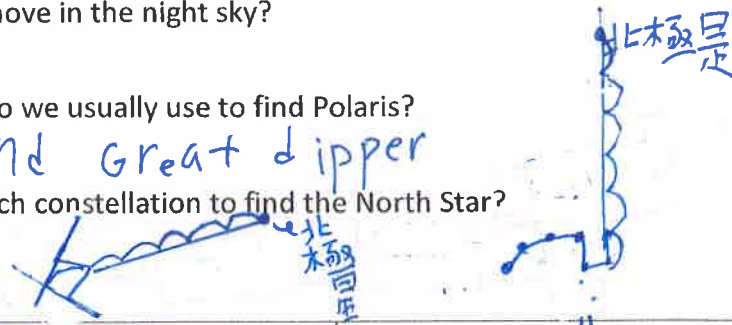 ove in the night sky?
北極星
o we usually use to find Polaris?
nd Great dipper
ch constellation to find the North Star?
北極星